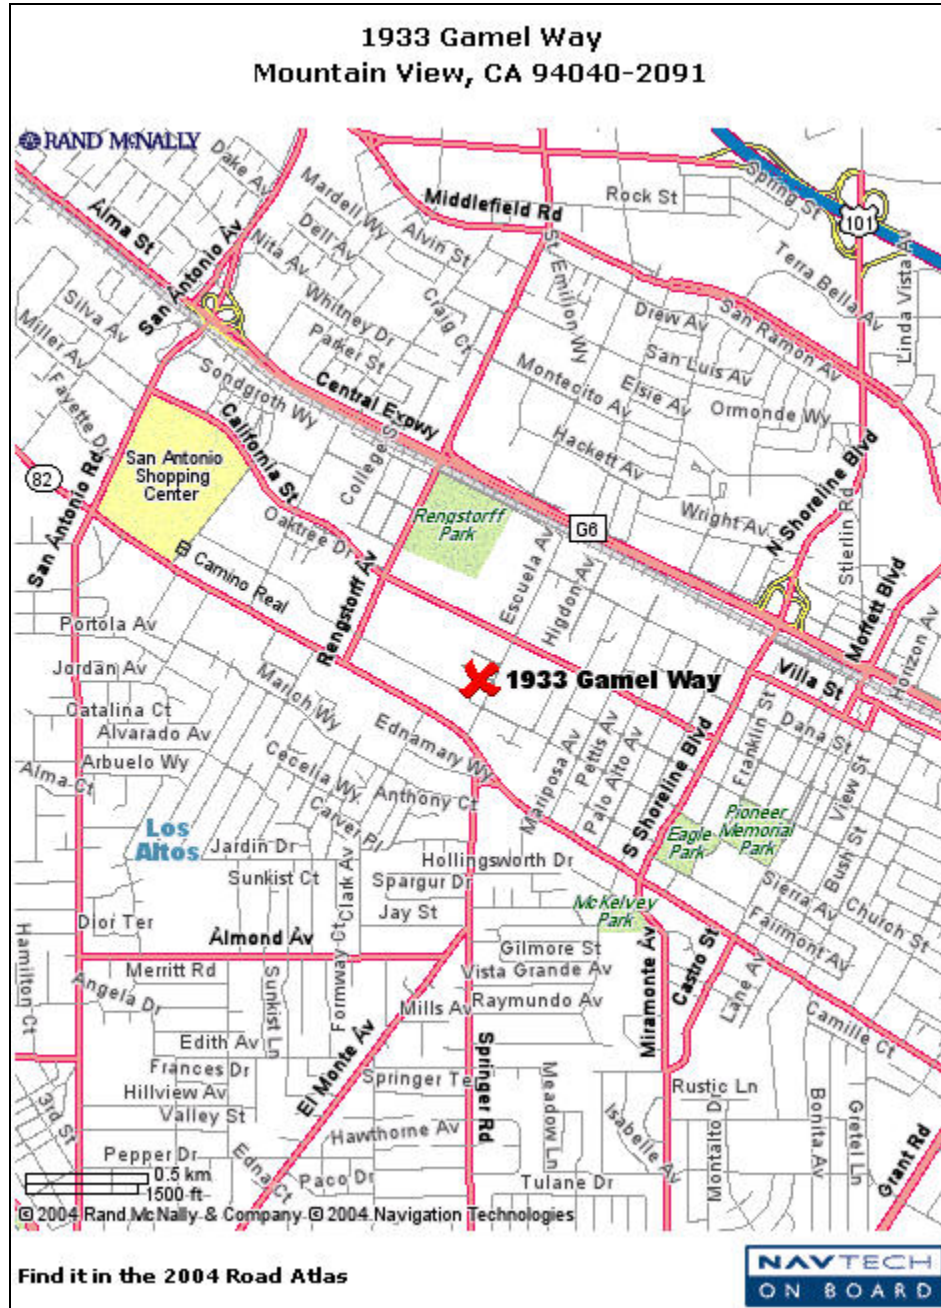 1933 Gamel Way
Mountain View, CA 94040-2091
RAND McNALLY
Dake Av
Mardell Wy
Dell Av
Alvin St
Middlefield Rd
Rock St
Spring St
101
Alma St
San Antonio Av
Nita Av
Whitney Dr
Parker St
Craig Ct
St. Emilion Wy
Terra Bella Av
Linda Vista Av
Silva Av
Miller Av
Drew Av
San Ramon Av
San Luis Av
Montecito Av
Elsie Av
Ormonde Wy
Fayette Dr
Sondgroth Wy
Central Expwy
California St
College St
Hackett Av
82
San Antonio Rd
San Antonio
Shopping
Center
Rengstorff
Park
G6
Wright Av
N Shoreline Blvd
Stierlin Rd
Oaktree Dr
El Camino Real
Rengstorff Av
Escuela Av
Higdon Av
Moffett Blvd
Horizon Av
Portola Av
Jordan Av
Marich Wy
1933 Gamel Way
Villa St
Catalina Ct
Alvarado Av
Ednamary Wy
Franklin St
Dana St
Arbuelo Wy
Cecelia Wy
Alma Ct
Anthony Ct
Calver Pl
Mariposa Av
Pettis Av
Palo Alto Av
S Shoreline Blvd
View St
Bush St
Los
Altos
Jardin Dr
Hollingsworth Dr
Eagle
Park
Pioneer
Memorial
Park
Sunkist Ct
Clark Av
Spargur Dr
Jay St
McKelvey
Park
Sierra Av
Church St
Fairmont Av
Dior Ter
Almond Av
Hamilton Ct
Gilmore St
Merritt Rd
Vista Grande Av
Angela Dr
Sunkist Ln
Formway Ct
Mills Av
Raymundo Av
Miramonte Av
Castro St
Lane Av
Camille Ct
Edith Av
Frances Dr
El Monte Av
Springer Te
Springer Rd
Meadow Ln
Rustic Ln
Hillview Av
Valley St
3rd St
Hawthorne Av
Isabelle Av
Montalto Dr
Bonita Av
Gretel Ln
Grant Rd
Pepper Dr
Edna Ct
Paco Dr
Tulane Dr
0.5 km
1500 ft
© 2004 Rand McNally & Company © 2004 Navigation Technologies
Find it in the 2004 Road Atlas
NAVTECH
ON BOARD